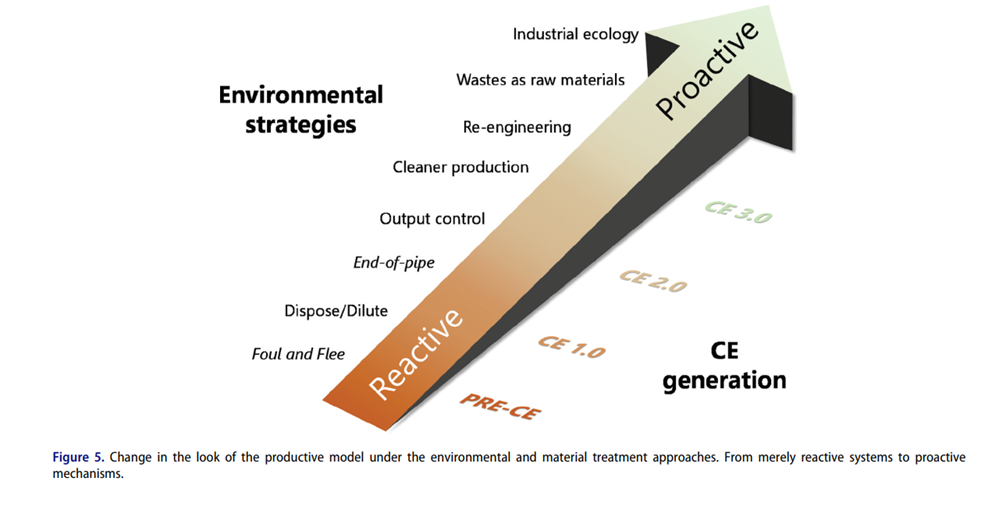 Industrial ecology
Proactive
Wastes as raw materials
Environmental
strategies
Re-engineering
Cleaner production
Output control
CE 3.0
End-of-pipe
CE 2.0
Dispose/Dilute
Reactive
Foul and Flee
CE 1.0
CE
generation
PRE-CE
Figure 5. Change in the look of the productive model under the environmental and material treatment approaches. From merely reactive systems to proactive
mechanisms.